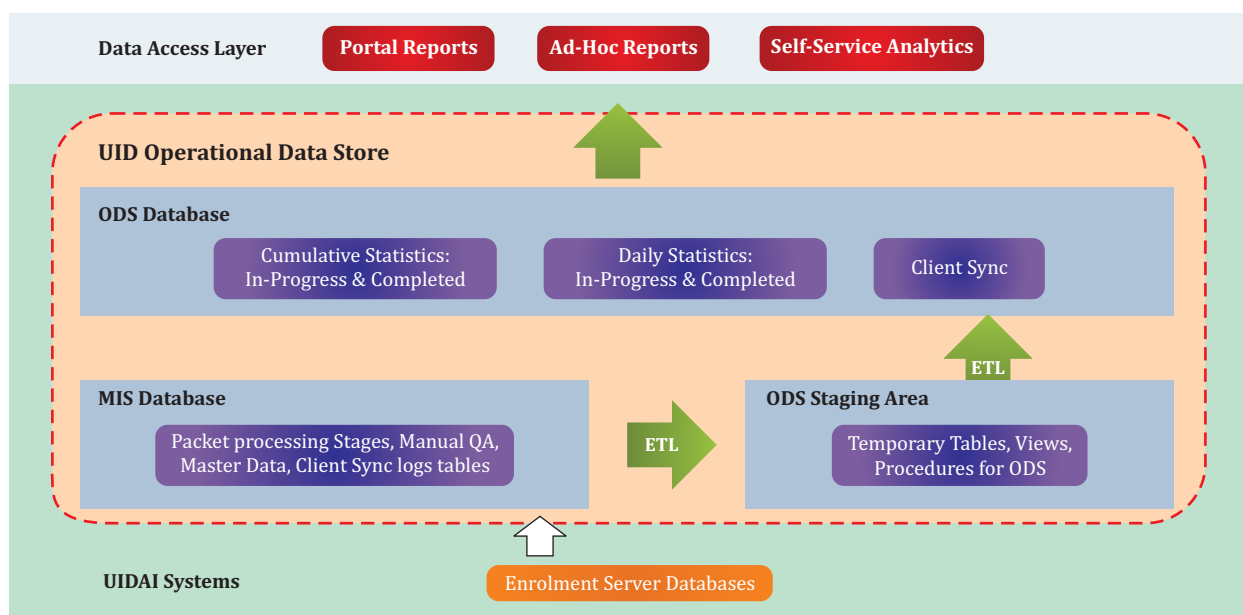 Data Access Layer
Portal Reports
Ad-Hoc Reports
Self-Service Analytics
UID Operational Data Store
ODS Database
Cumulative Statistics:
In-Progress & Completed
Daily Statistics:
In-Progress & Completed
Client Sync
ETL
MIS Database
Packet processing Stages, Manual QA,
Master Data, Client Sync logs tables
ETL
ODS Staging Area
Temporary Tables, Views,
Procedures for ODS
UIDAI Systems
Enrolment Server Databases